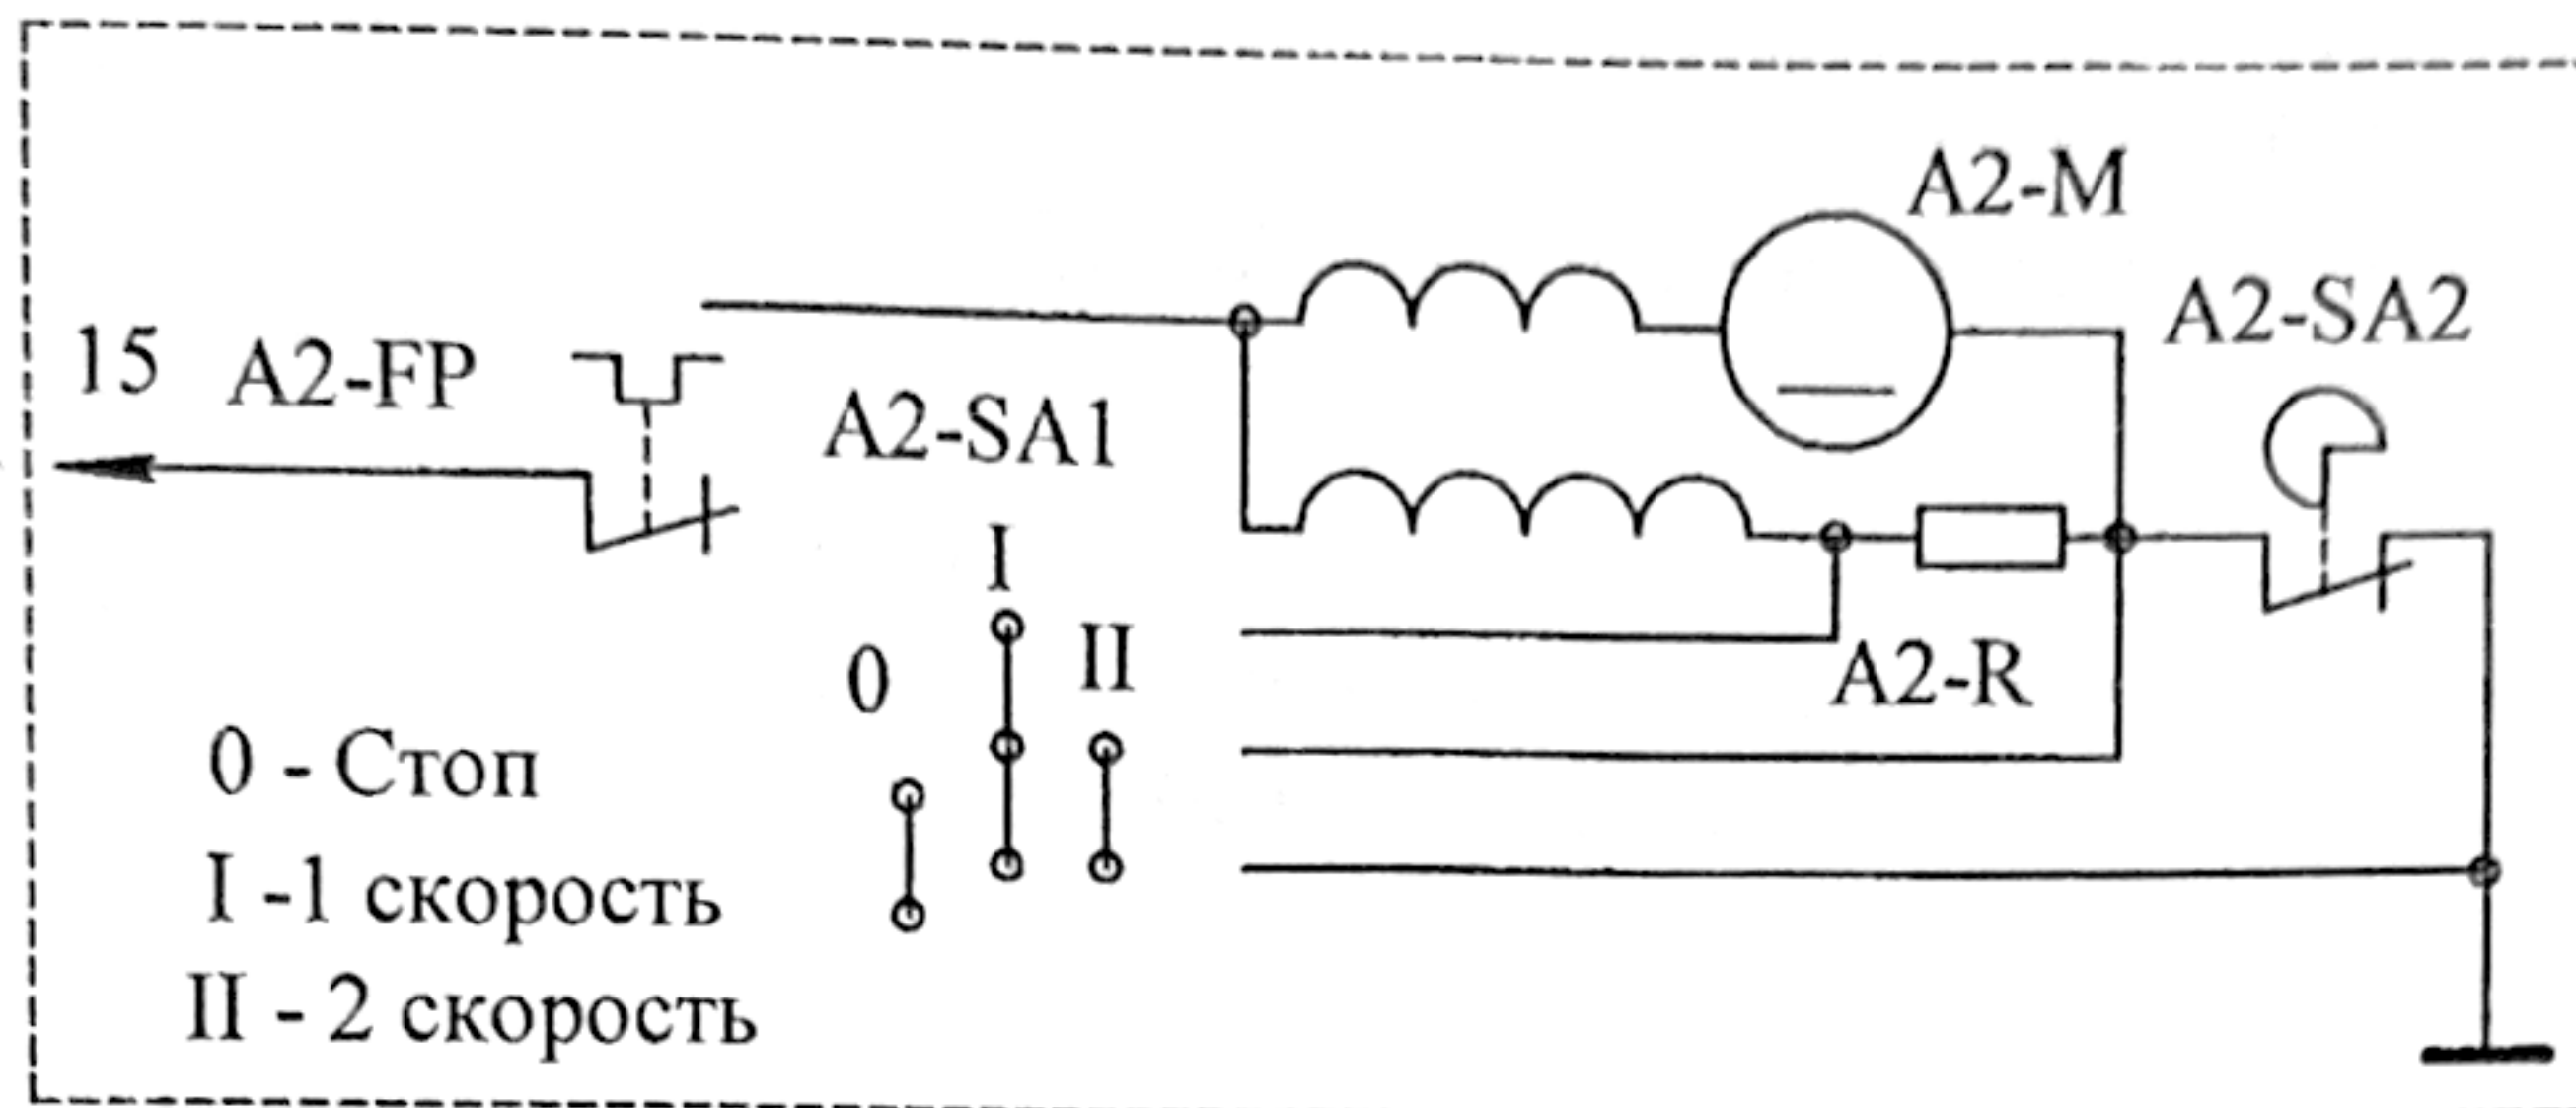 A2-M
A2-SA2
15
A2-FP
A2-SA1
I
0
II
A2-R
0 - Стоп
I -1 скорость
II - 2 скорость